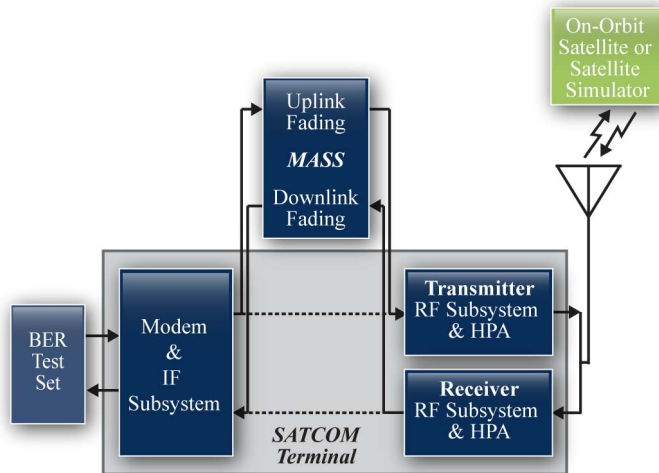 On-Orbit
Satellite or
Satellite
Simulator
Uplink
Fading
MASS
Downlink
Fading
BER
Test
Set
Modem
&
IF
Subsystem
Transmitter
RF Subsystem
& HPA
Receiver
RF Subsystem
& HPA
SATCOM
Terminal